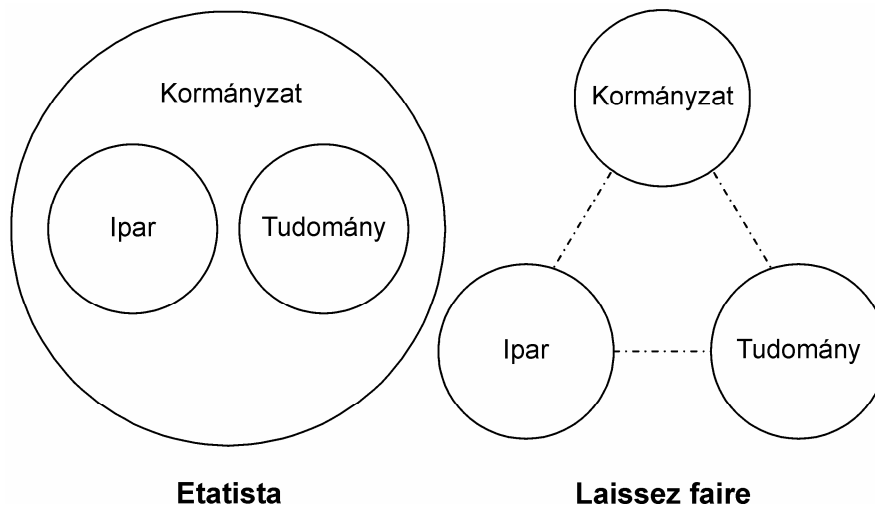 Kormányzat
Ipar
Tudomány
Etatista
Kormányzat
Ipar
Tudomány
Laissez faire